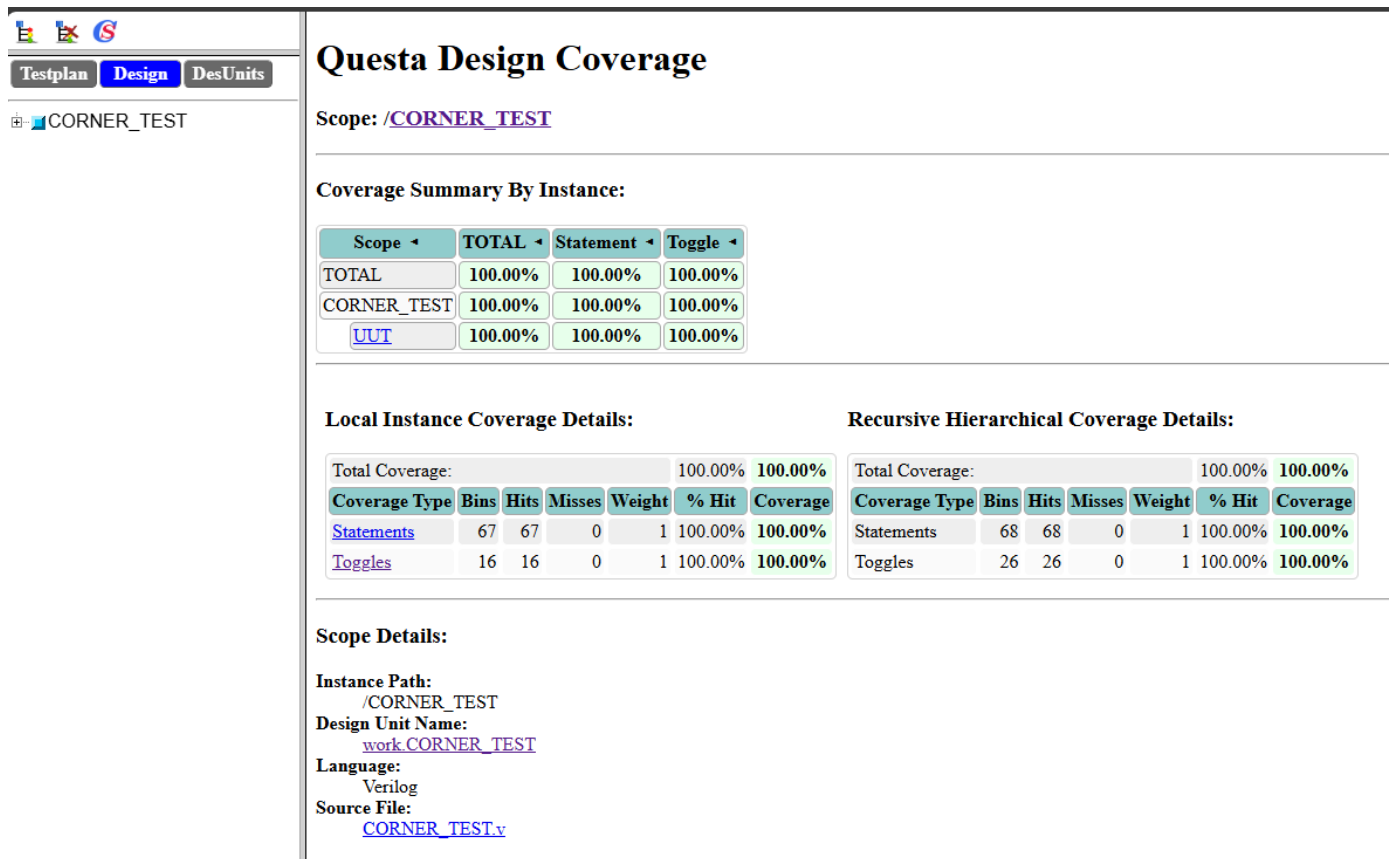 Testplan Design DesUnits
CORNER_TEST
Questa Design Coverage
Scope: /CORNER_TEST
Coverage Summary By Instance:
Scope ◄ TOTAL ◄ Statement ◄ Toggle ◄
TOTAL 100.00% 100.00% 100.00%
CORNER_TEST 100.00% 100.00% 100.00%
UUT 100.00% 100.00% 100.00%
Local Instance Coverage Details:
Total Coverage: 100.00% 100.00%
Coverage Type Bins Hits Misses Weight % Hit Coverage
Statements 67 67 0 1 100.00% 100.00%
Toggles 16 16 0 1 100.00% 100.00%
Recursive Hierarchical Coverage Details:
Total Coverage: 100.00% 100.00%
Coverage Type Bins Hits Misses Weight % Hit Coverage
Statements 68 68 0 1 100.00% 100.00%
Toggles 26 26 0 1 100.00% 100.00%
Scope Details:
Instance Path:
/CORNER_TEST
Design Unit Name:
work.CORNER_TEST
Language:
Verilog
Source File:
CORNER_TEST.v